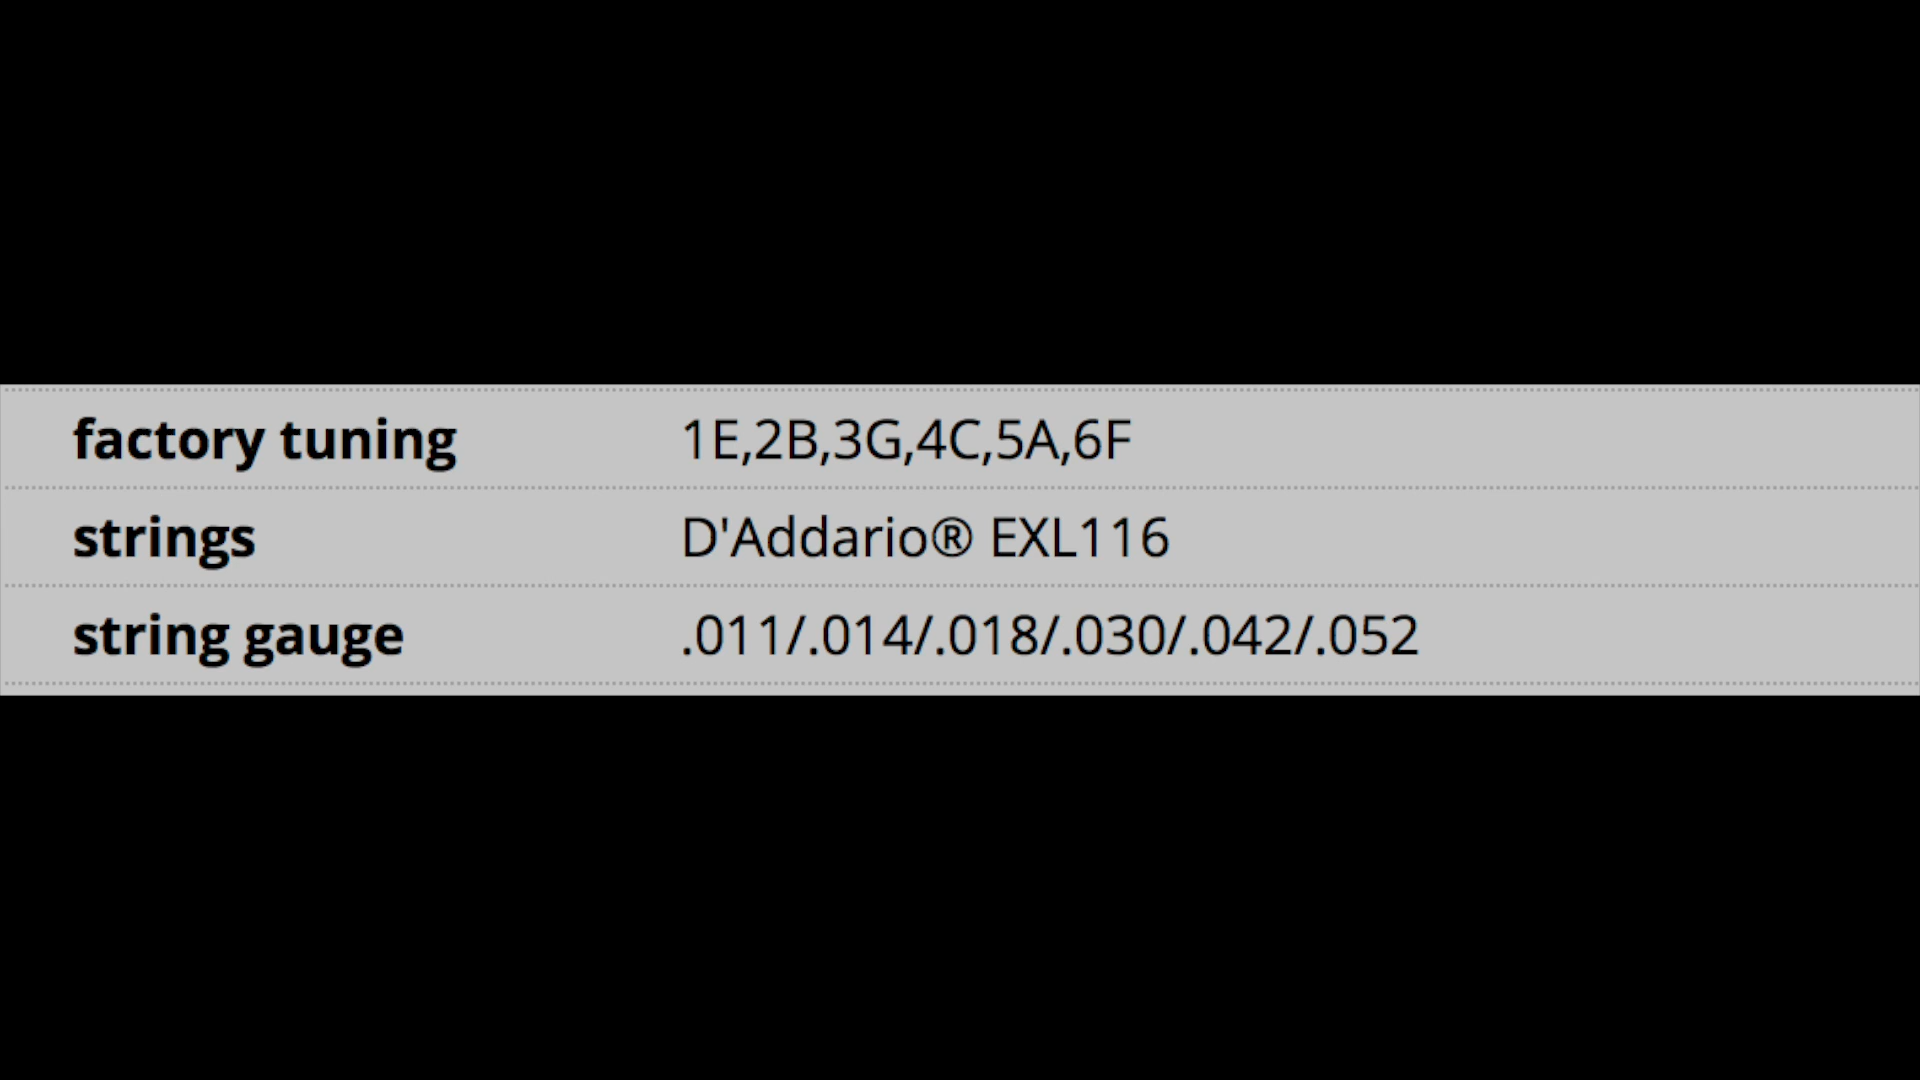 factory tuning 1E,2B,3G,4C,5A,6F
strings D'Addario® EXL116
string gauge .011/.014/.018/.030/.042/.052